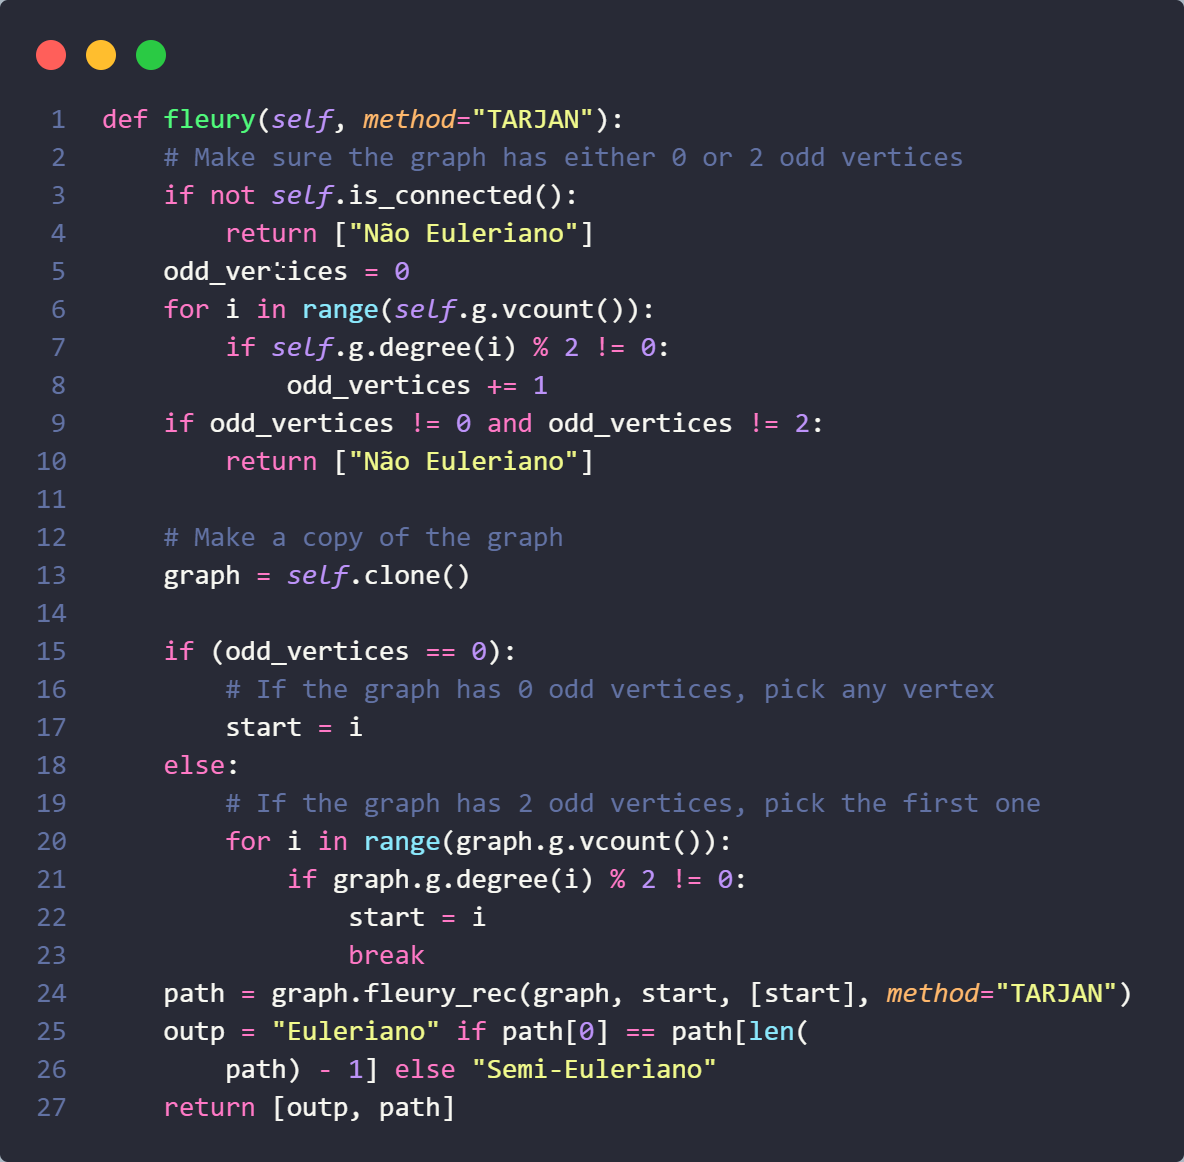 1 def fleury(self, method="TARJAN"):
2     # Make sure the graph has either 0 or 2 odd vertices
3     if not self.is_connected():
4         return ["Não Euleriano"]
5     odd_vertices = 0
6     for i in range(self.g.vcount()):
7         if self.g.degree(i) % 2 != 0:
8             odd_vertices += 1
9     if odd_vertices != 0 and odd_vertices != 2:
10         return ["Não Euleriano"]
11
12     # Make a copy of the graph
13     graph = self.clone()
14
15     if (odd_vertices == 0):
16         # If the graph has 0 odd vertices, pick any vertex
17         start = i
18     else:
19         # If the graph has 2 odd vertices, pick the first one
20         for i in range(graph.g.vcount()):
21             if graph.g.degree(i) % 2 != 0:
22                 start = i
23                 break
24     path = graph.fleury_rec(graph, start, [start], method="TARJAN")
25     outp = "Euleriano" if path[0] == path[len(
26         path) - 1] else "Semi-Euleriano"
27     return [outp, path]